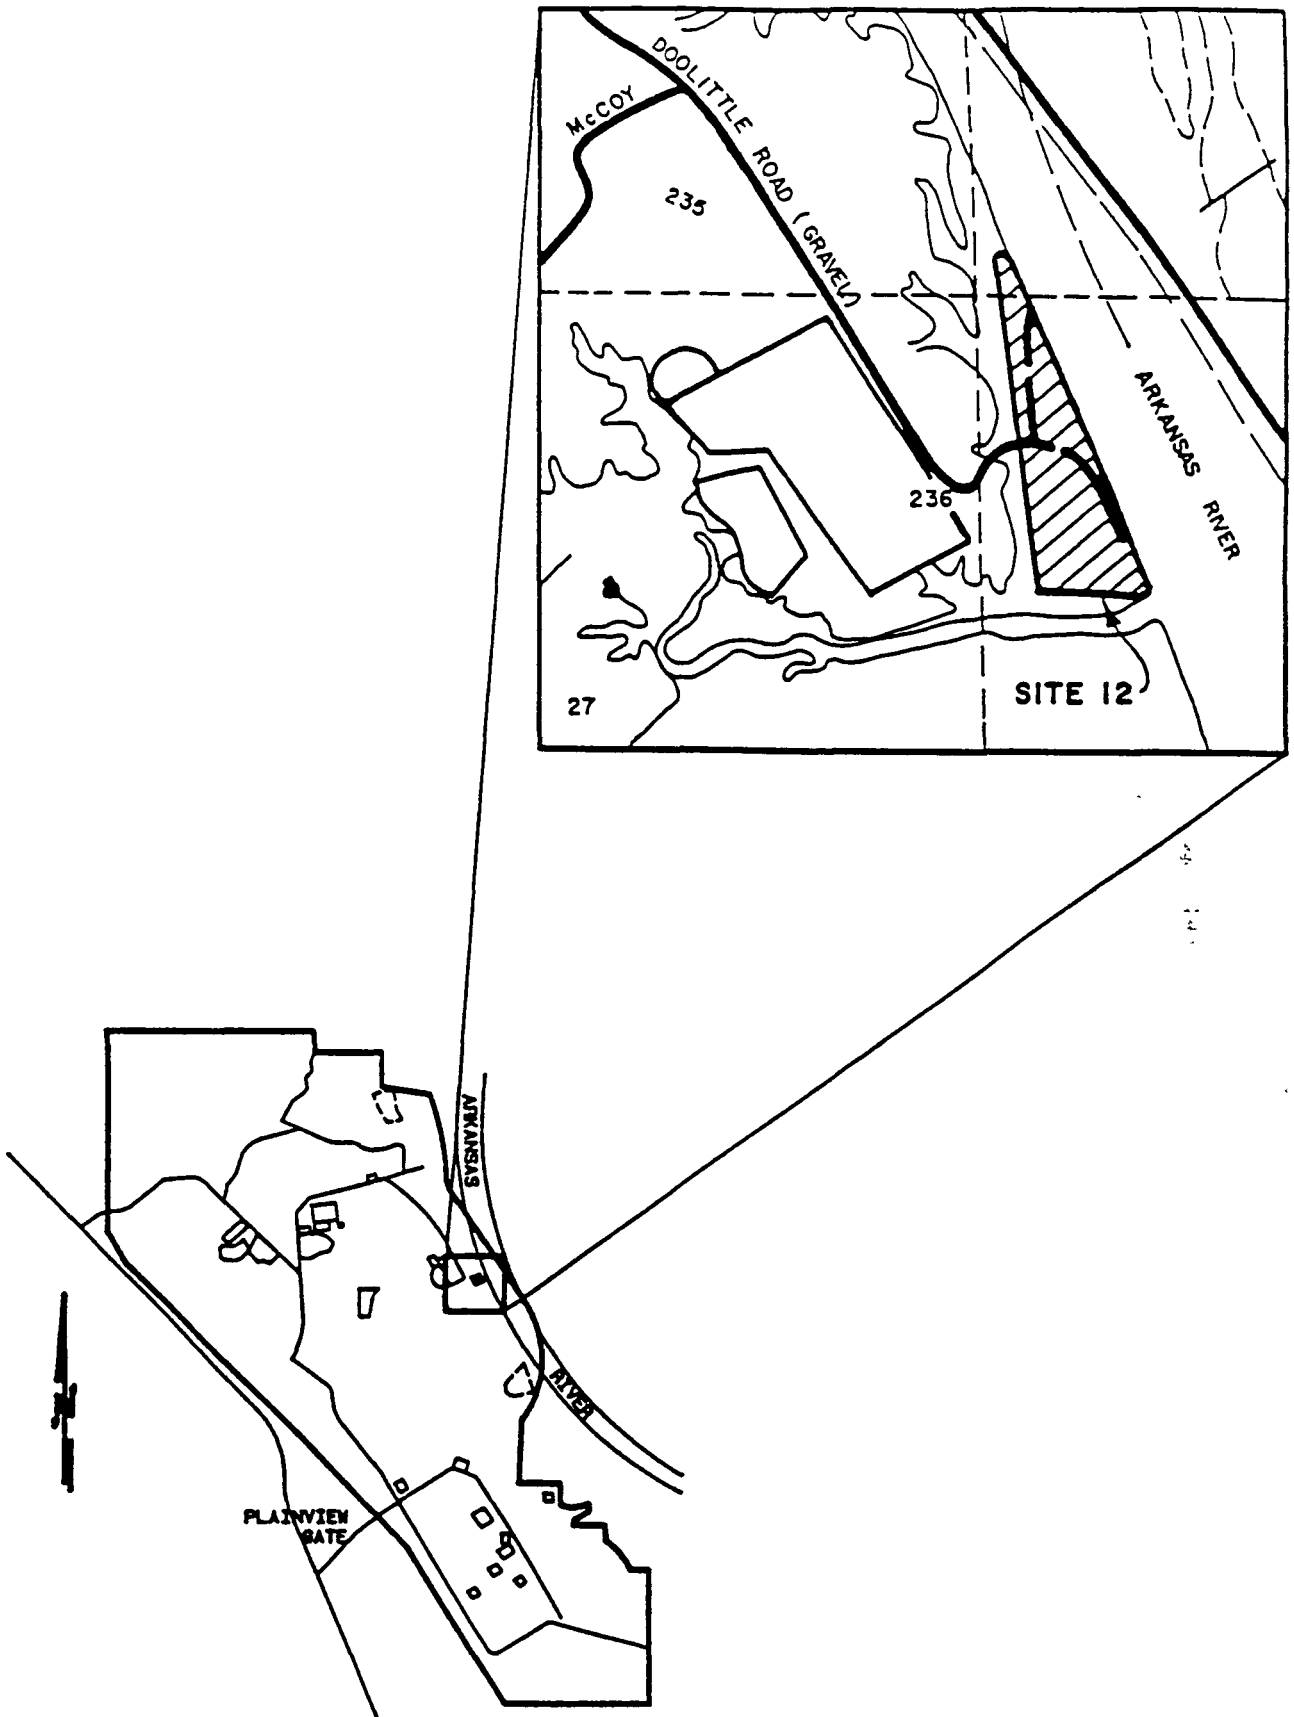 DOOLITTLE ROAD (GRAVEL)
McCOY
235
ARKANSAS RIVER
236
SITE 12
27
ARKANSAS
RIVER
N
PLAINVIEW
GATE